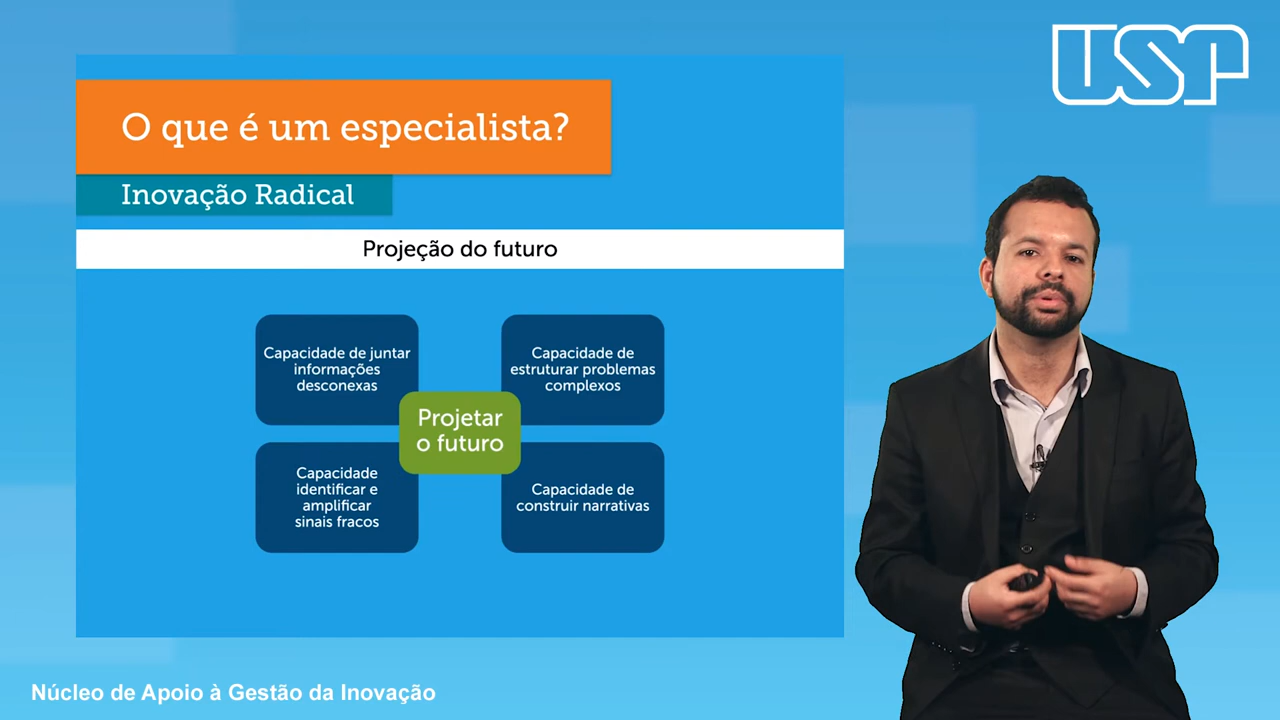 USP
O que é um especialista?
Inovação Radical
Projeção do futuro
Capacidade de juntar
informações
desconexas
Capacidade de
estruturar problemas
complexos
Projetar
o futuro
Capacidade
identificar e
amplificar
sinais fracos
Capacidade de
construir narrativas
Núcleo de Apoio à Gestão da Inovação